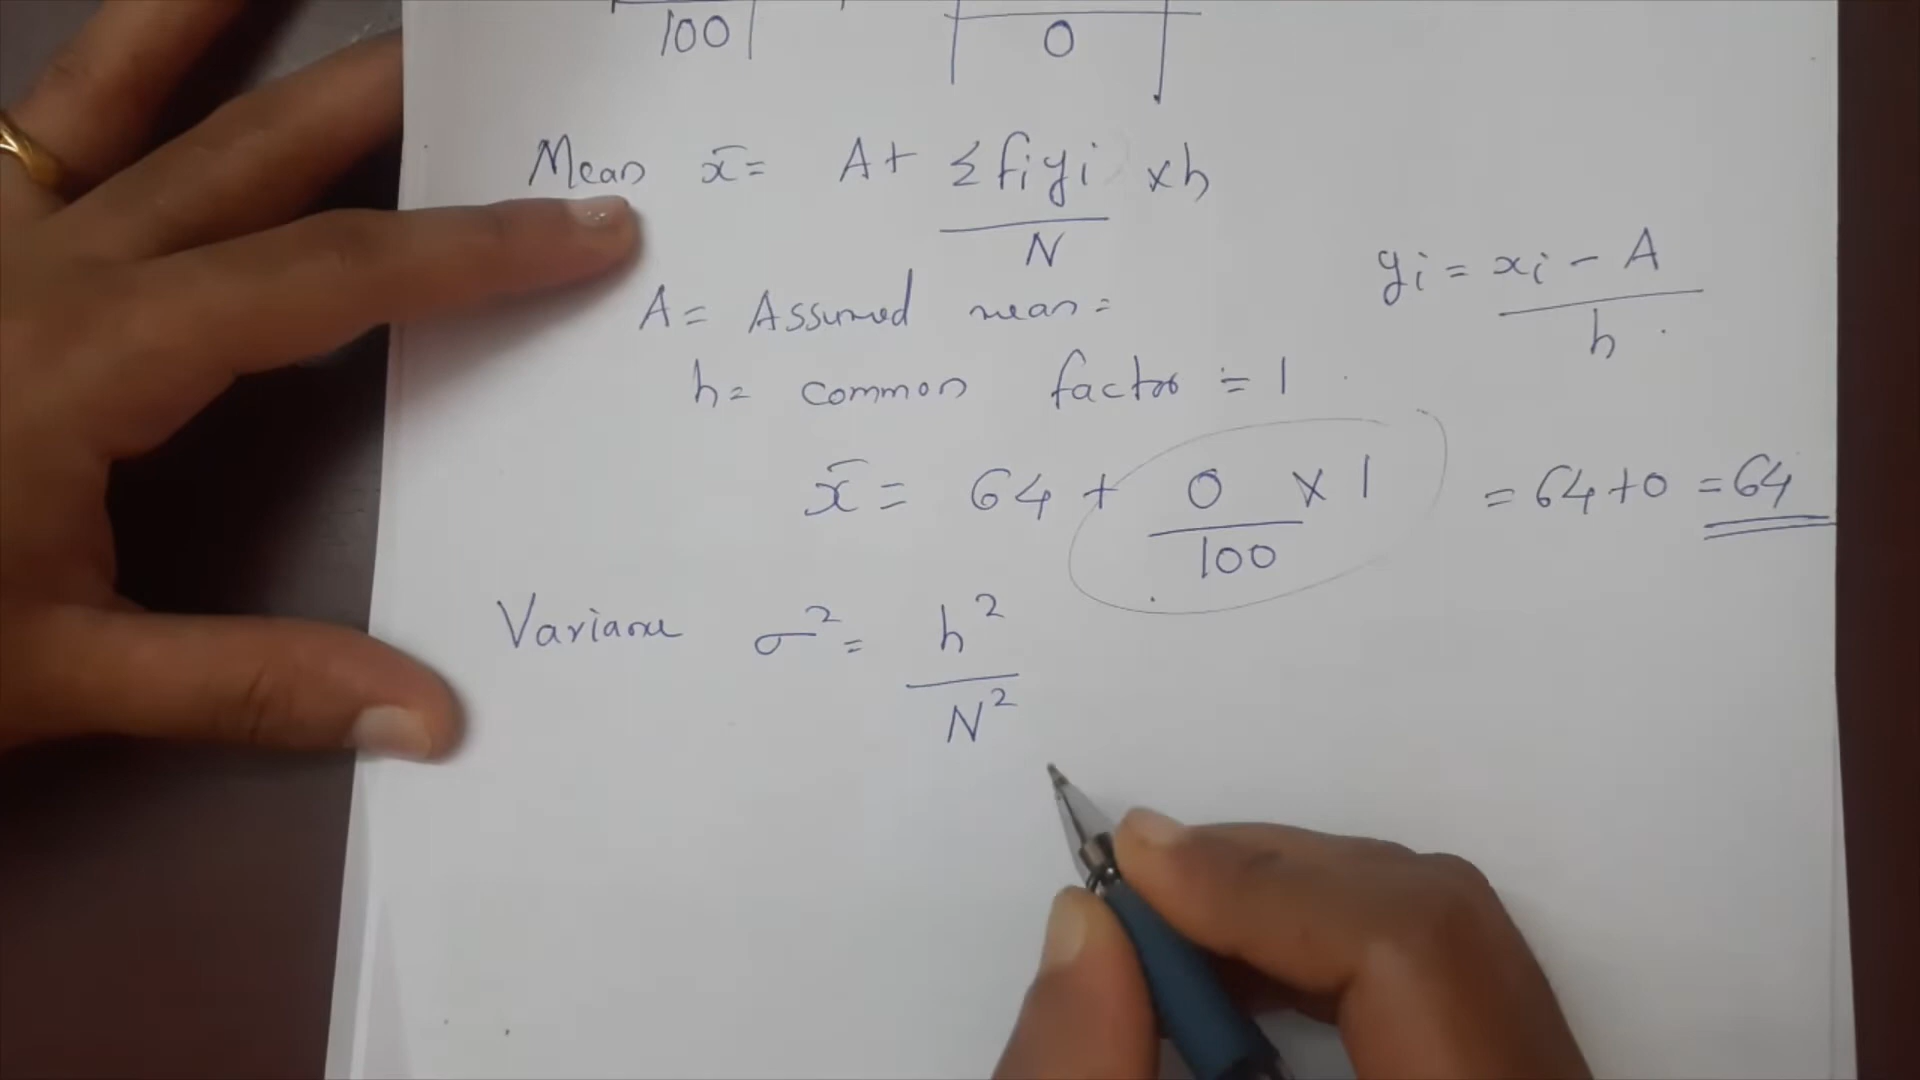 100 0
Mean x̄ = A + Σfiyi × h
N
yi = xi - A
h
A = Assumed mean =
h = common factor = 1
x̄ = 64 + 0 × 1 = 64 + 0 = 64
100
Variance σ² = h²
N²